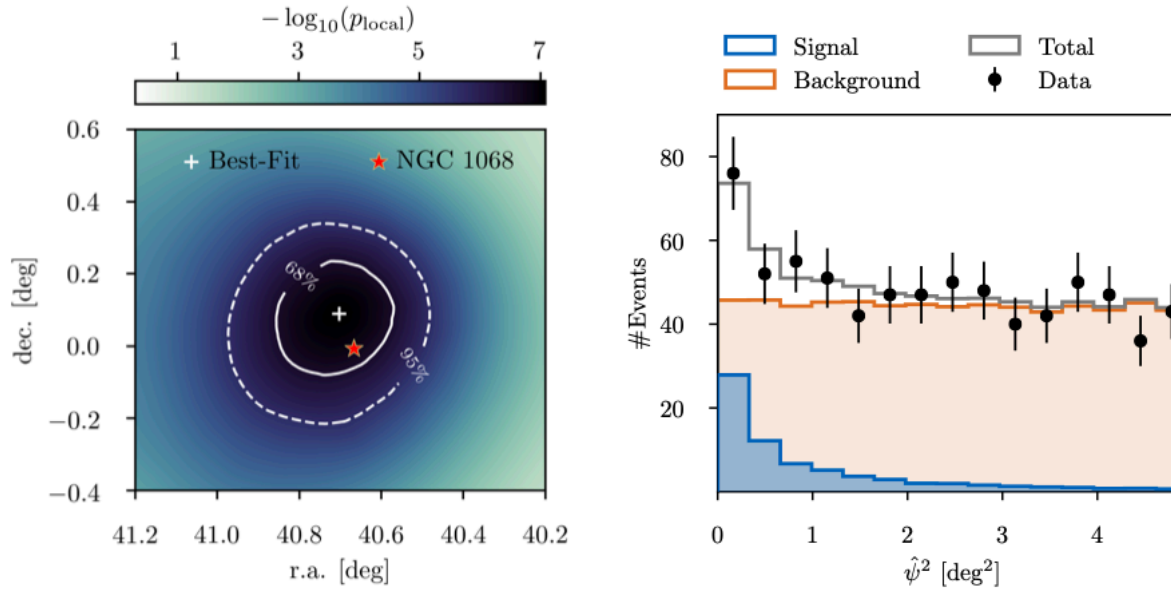 − log₁₀(p_local)
1 3 5 7
Best-Fit NGC 1068
68%
95%
0.6
0.4
0.2
0.0
−0.2
−0.4
dec. [deg]
41.2 41.0 40.8 40.6 40.4 40.2
r.a. [deg]
Signal Total
Background Data
80
60
40
20
#Events
0 1 2 3 4
ψ̂² [deg²]